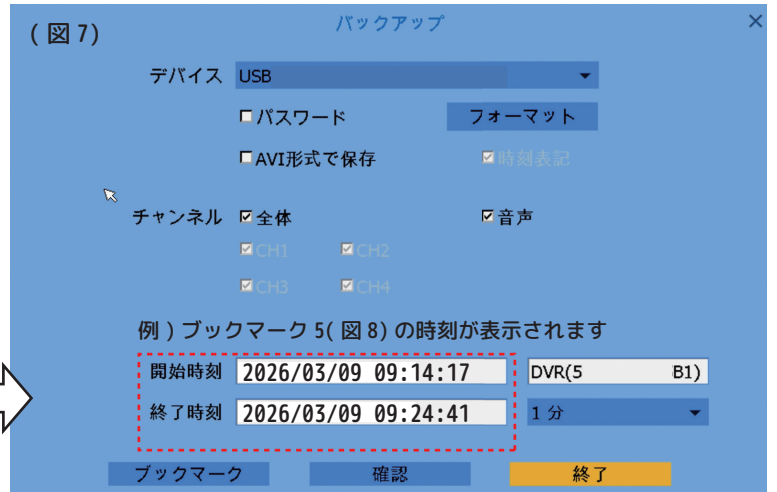 (図7)
バックアップ
デバイス USB
パスワード フォーマット
AVI形式で保存 時刻表記
チャンネル 全体 音声
CH1 CH2
CH3 CH4
例)ブックマーク5(図8)の時刻が表示されます
開始時刻 2026/03/09 09:14:17 DVR(5 B1)
終了時刻 2026/03/09 09:24:41 1分
ブックマーク 確認 終了